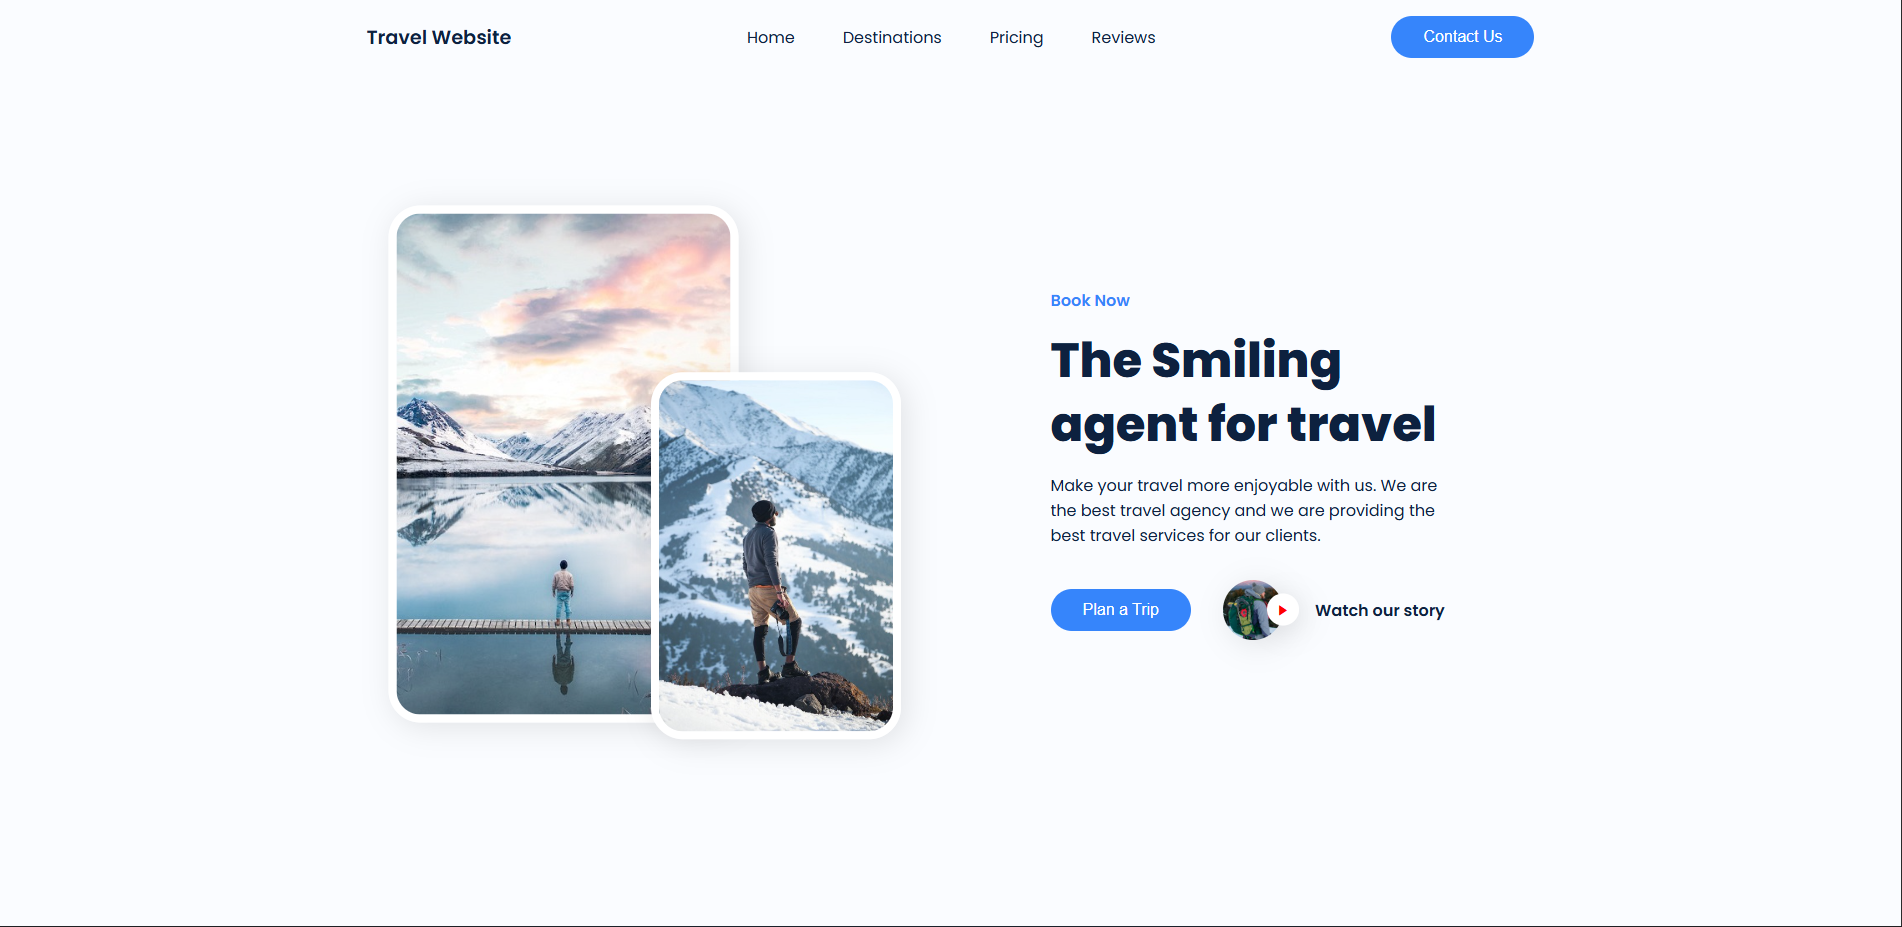 Travel Website
Home
Destinations
Pricing
Reviews
Contact Us
Book Now
The Smiling
agent for travel
Make your travel more enjoyable with us. We are
the best travel agency and we are providing the
best travel services for our clients.
Plan a Trip
Watch our story